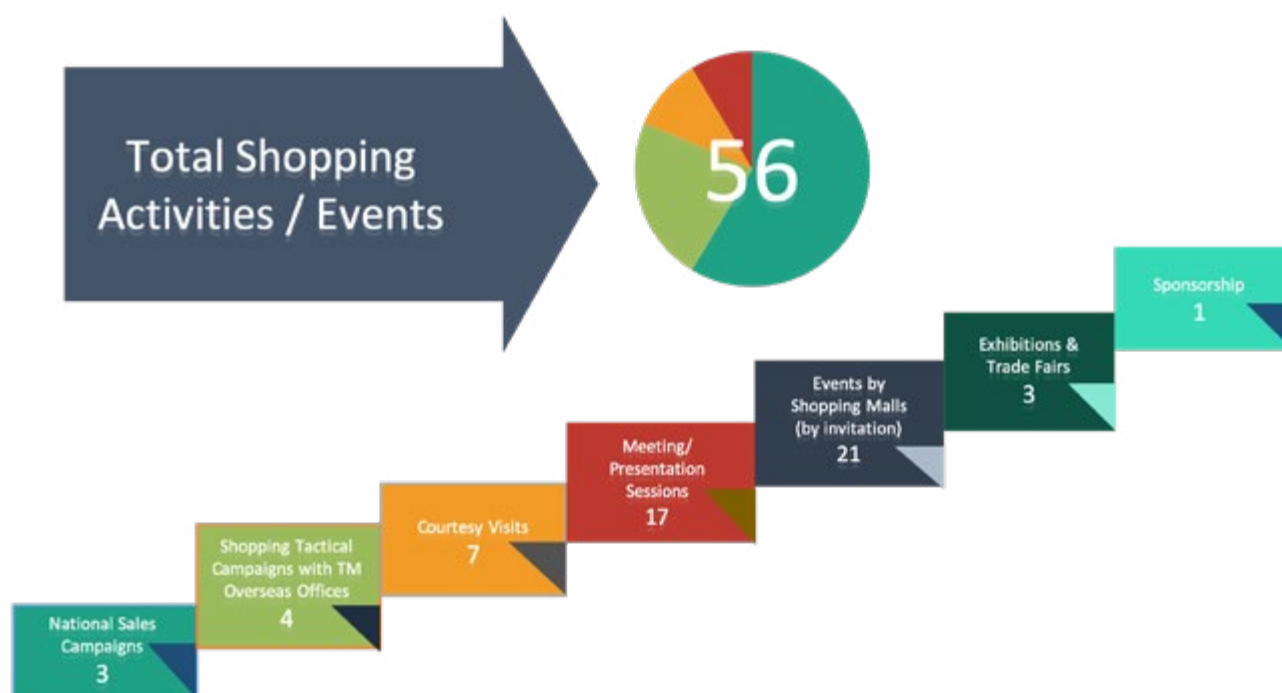 Total Shopping
Activities / Events
56
Sponsorship
1
Exhibitions &
Trade Fairs
3
Events by
Shopping Malls
(by invitation)
21
Meeting/
Presentation
Sessions
17
Courtesy Visits
7
Shopping Tactical
Campaigns with TM
Overseas Offices
4
National Sales
Campaigns
3